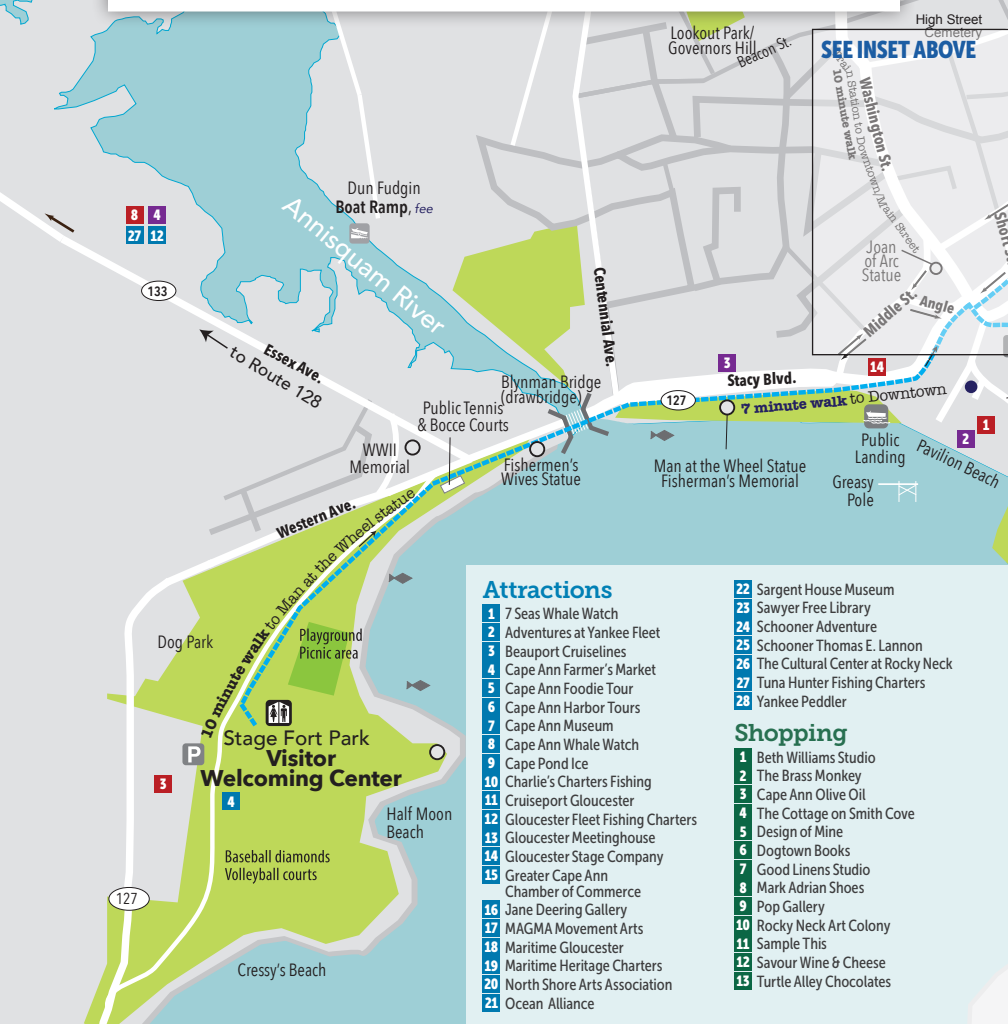 High Street
Cemetery
Lookout Park/
Governors Hill
Beacon St.
SEE INSET ABOVE
Train Station to Downtown/Main Street
10 minute walk
Washington St.
Dun Fudgin
Boat Ramp, fee
8 4
27 12
Annisquam River
133
Joan
of Arc
Statue
Middle St.
Angle
Centennial Ave.
Essex Ave.
to Route 128
3
14
Stacy Blvd.
127
7 minute walk to Downtown
Blynman Bridge
(drawbridge)
Public Tennis
& Bocce Courts
WWII
Memorial
Fishermen's
Wives Statue
Man at the Wheel Statue
Fisherman's Memorial
Public
Landing
1
2
Pavilion Beach
Greasy
Pole
Western Ave.
10 minute walk to Man at the Wheel statue
Dog Park
Playground
Picnic area
Stage Fort Park
Visitor
Welcoming Center
P
3
4
Half Moon
Beach
Baseball diamonds
Volleyball courts
127
Cressy's Beach
Attractions
1 7 Seas Whale Watch
2 Adventures at Yankee Fleet
3 Beauport Cruiselines
4 Cape Ann Farmer's Market
5 Cape Ann Foodie Tour
6 Cape Ann Harbor Tours
7 Cape Ann Museum
8 Cape Ann Whale Watch
9 Cape Pond Ice
10 Charlie's Charters Fishing
11 Cruiseport Gloucester
12 Gloucester Fleet Fishing Charters
13 Gloucester Meetinghouse
14 Gloucester Stage Company
15 Greater Cape Ann
Chamber of Commerce
16 Jane Deering Gallery
17 MAGMA Movement Arts
18 Maritime Gloucester
19 Maritime Heritage Charters
20 North Shore Arts Association
21 Ocean Alliance
22 Sargent House Museum
23 Sawyer Free Library
24 Schooner Adventure
25 Schooner Thomas E. Lannon
26 The Cultural Center at Rocky Neck
27 Tuna Hunter Fishing Charters
28 Yankee Peddler
Shopping
1 Beth Williams Studio
2 The Brass Monkey
3 Cape Ann Olive Oil
4 The Cottage on Smith Cove
5 Design of Mine
6 Dogtown Books
7 Good Linens Studio
8 Mark Adrian Shoes
9 Pop Gallery
10 Rocky Neck Art Colony
11 Sample This
12 Savour Wine & Cheese
13 Turtle Alley Chocolates